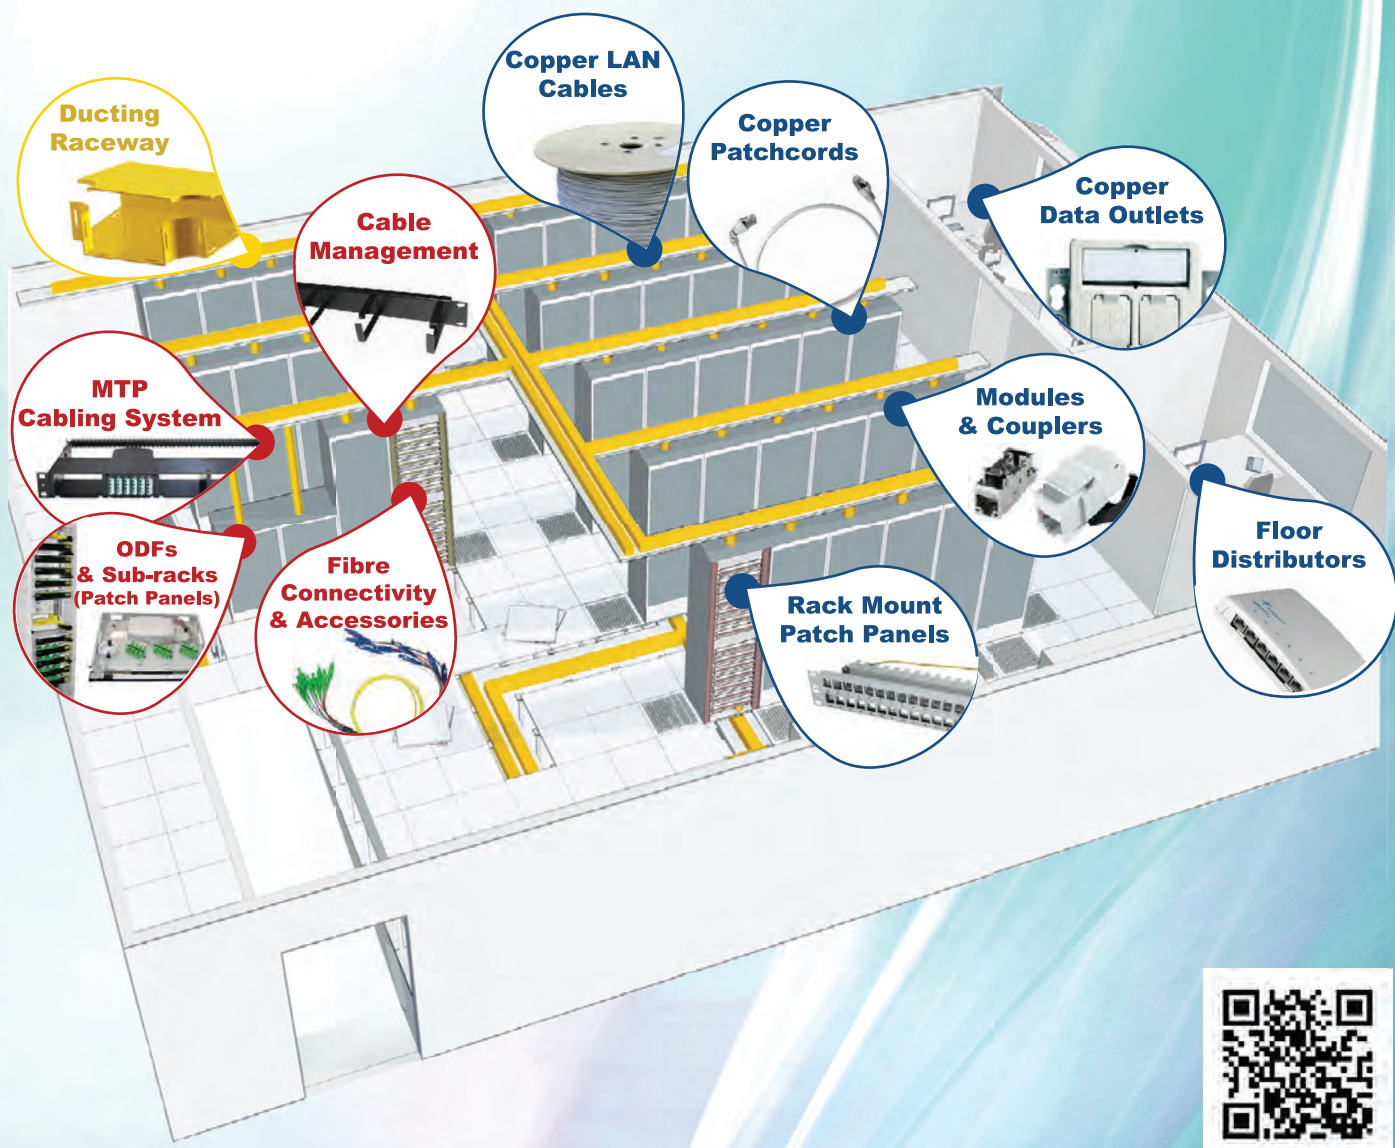 Copper LAN
Cables
Ducting
Raceway
Copper
Patchcords
Copper
Data Outlets
Cable
Management
MTP
Cabling System
Modules
& Couplers
ODFs
& Sub-racks
(Patch Panels)
Fibre
Connectivity
& Accessories
Rack Mount
Patch Panels
Floor
Distributors